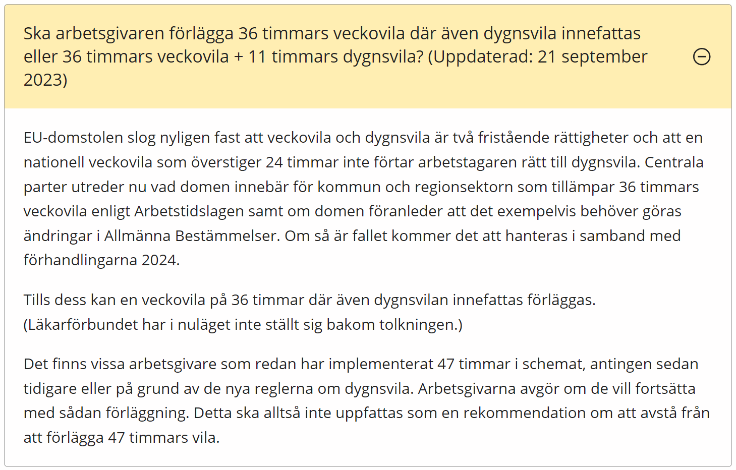 Ska arbetsgivaren förlägga 36 timmars veckovila där även dygnsvila innefattas
eller 36 timmars veckovila + 11 timmars dygnsvila? (Uppdaterad: 21 september
2023)
EU-domstolen slog nyligen fast att veckovila och dygnsvila är två fristående rättigheter och att en
nationell veckovila som överstiger 24 timmar inte förtar arbetstagaren rätt till dygnsvila. Centrala
parter utreder nu vad domen innebär för kommun och regionsektorn som tillämpar 36 timmars
veckovila enligt Arbetstidslagen samt om domen föranleder att det exempelvis behöver göras
ändringar i Allmänna Bestämmelser. Om så är fallet kommer det att hanteras i samband med
förhandlingarna 2024.
Tills dess kan en veckovila på 36 timmar där även dygnsvilan innefattas förläggas.
(Läkarförbundet har i nuläget inte ställt sig bakom tolkningen.)
Det finns vissa arbetsgivare som redan har implementerat 47 timmar i schemat, antingen sedan
tidigare eller på grund av de nya reglerna om dygnsvila. Arbetsgivarna avgör om de vill fortsätta
med sådan förläggning. Detta ska alltså inte uppfattas som en rekommendation om att avstå från
att förlägga 47 timmars vila.